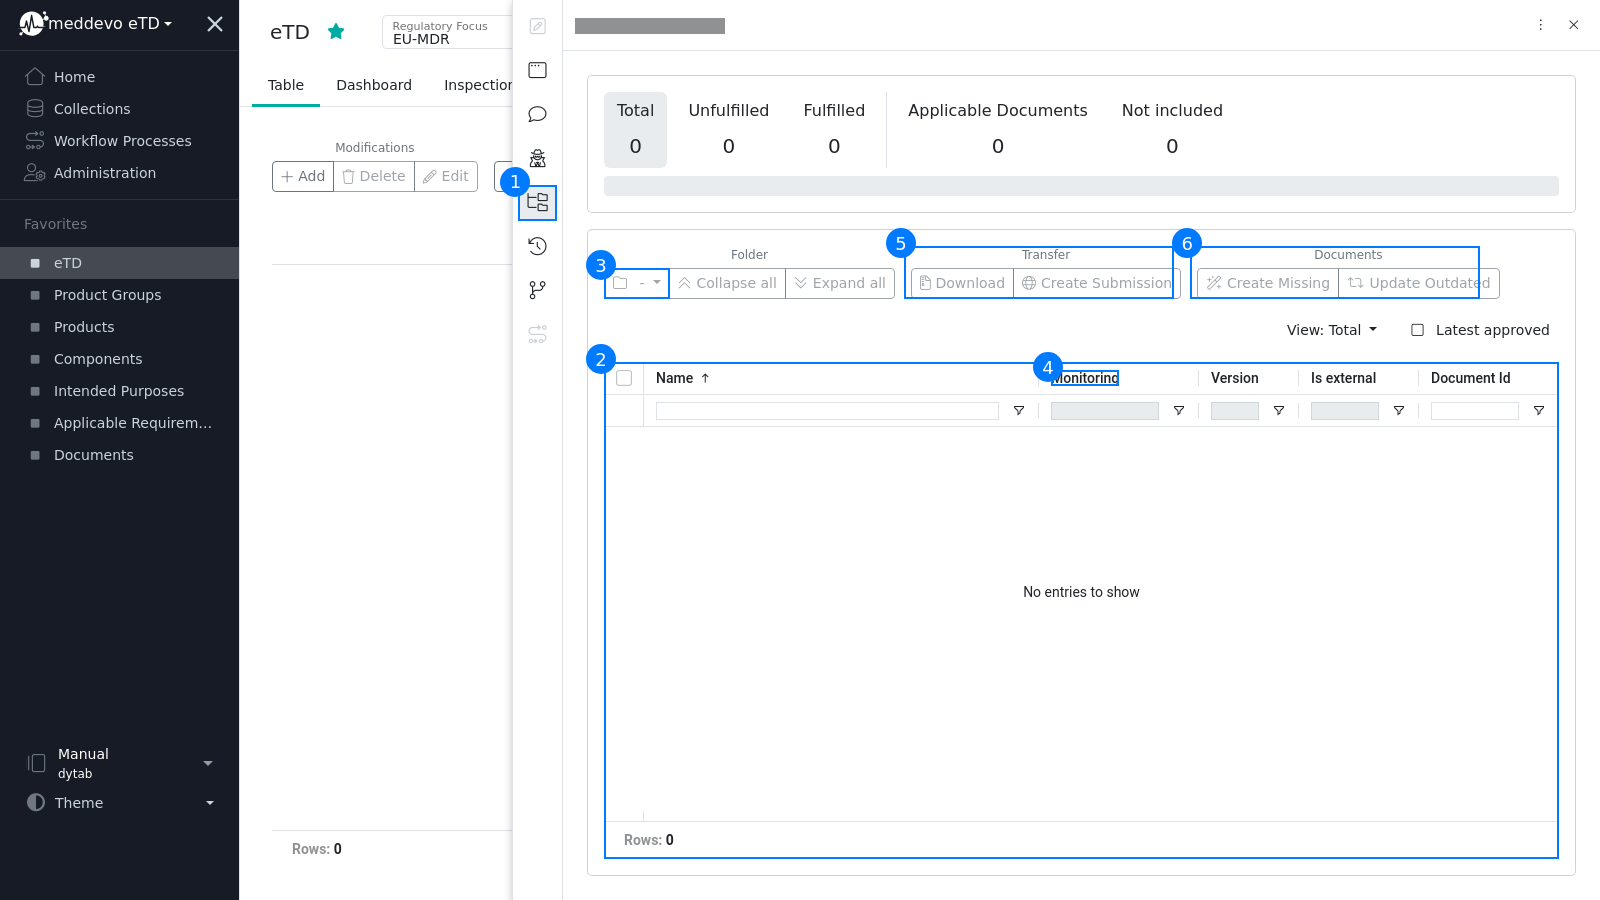 meddevo eTD
Home
Collections
Workflow Processes
Administration
Favorites
eTD
Product Groups
Products
Components
Intended Purposes
Applicable Requirem...
Documents
Manual
dytab
Theme
eTD
Regulatory Focus
EU-MDR
Table Dashboard Inspection
Modifications
Add Delete Edit
Rows: 0
1
Total Unfulfilled Fulfilled Applicable Documents Not included
0 0 0 0 0
3 5 6
Folder Transfer Documents
- Collapse all Expand all Download Create Submission Create Missing Update Outdated
View: Total Latest approved
2 4
Name Monitoring Version Is external Document Id
No entries to show
Rows: 0